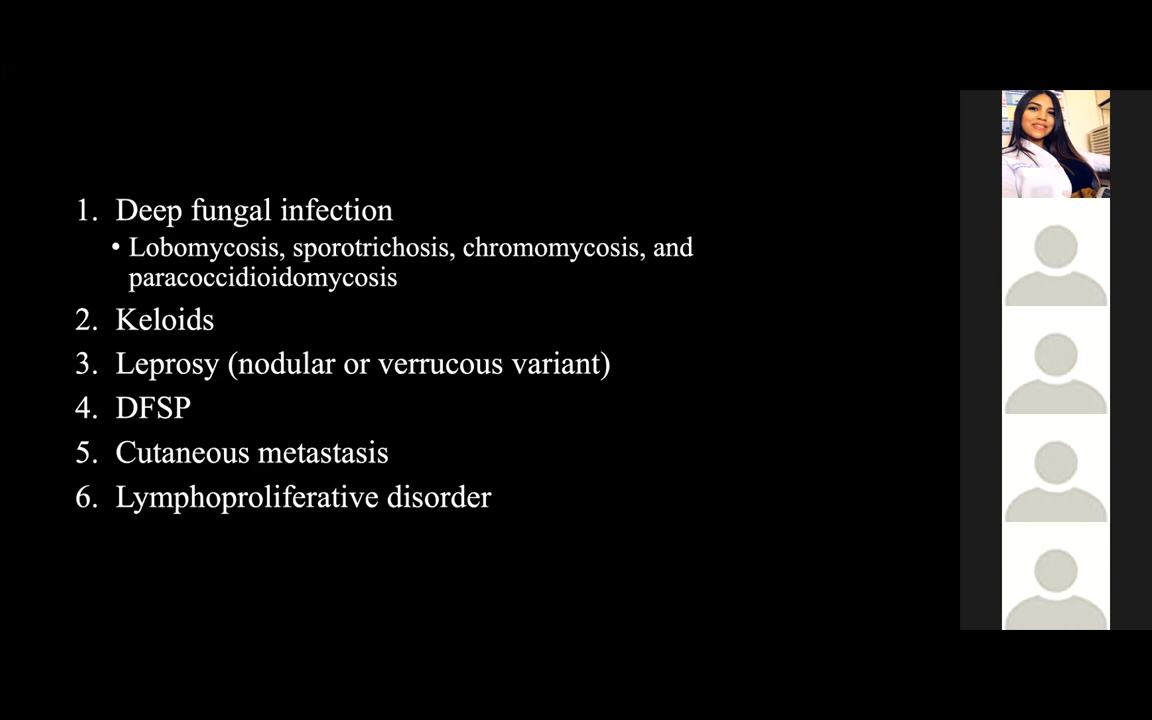 1. Deep fungal infection
• Lobomycosis, sporotrichosis, chromomycosis, and
paracoccidioidomycosis
2. Keloids
3. Leprosy (nodular or verrucous variant)
4. DFSP
5. Cutaneous metastasis
6. Lymphoproliferative disorder